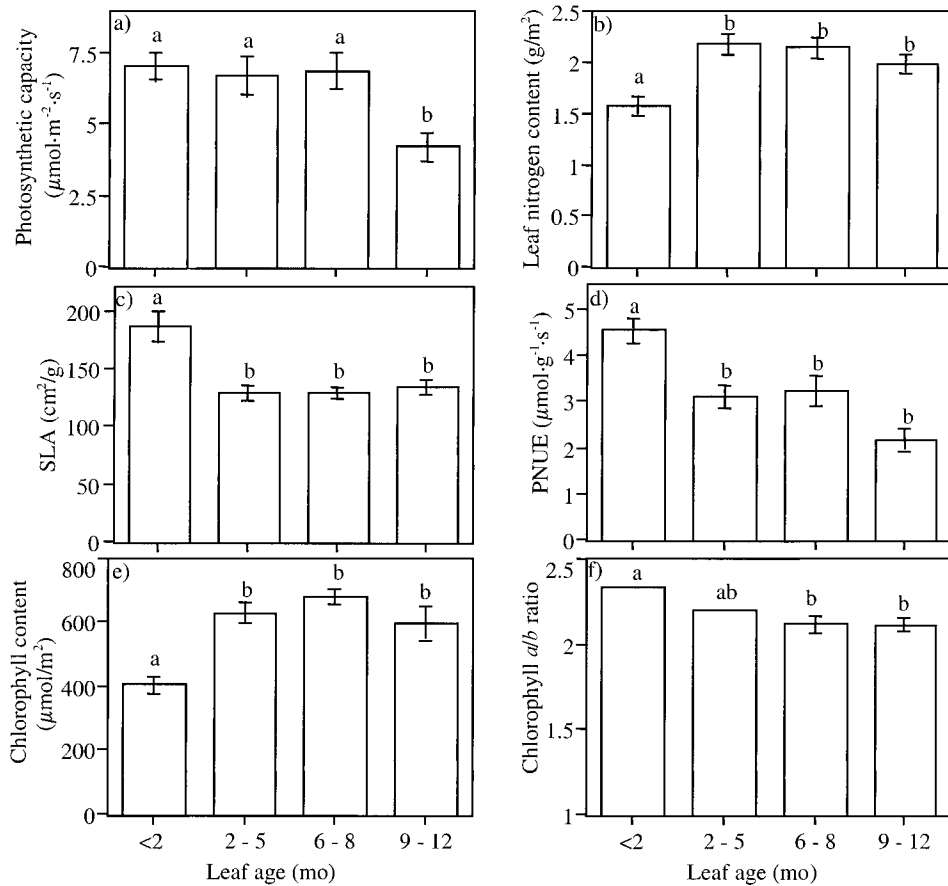 a)
Photosynthetic capacity
(μmol·m⁻²·s⁻¹)
7.5
5
2.5
0
a
a
a
b
b)
Leaf nitrogen content (g/m²)
2.5
2
1.5
1
0.5
0
a
b
b
b
c)
SLA (cm²/g)
200
150
100
50
0
a
b
b
b
d)
PNUE (μmol·g⁻¹·s⁻¹)
5
4
3
2
1
0
a
b
b
b
e)
Chlorophyll content
(μmol/m²)
800
600
400
200
0
a
b
b
b
<2
2 - 5
6 - 8
9 - 12
Leaf age (mo)
f)
Chlorophyll a/b ratio
2.5
2
1.5
1
a
ab
b
b
<2
2 - 5
6 - 8
9 - 12
Leaf age (mo)